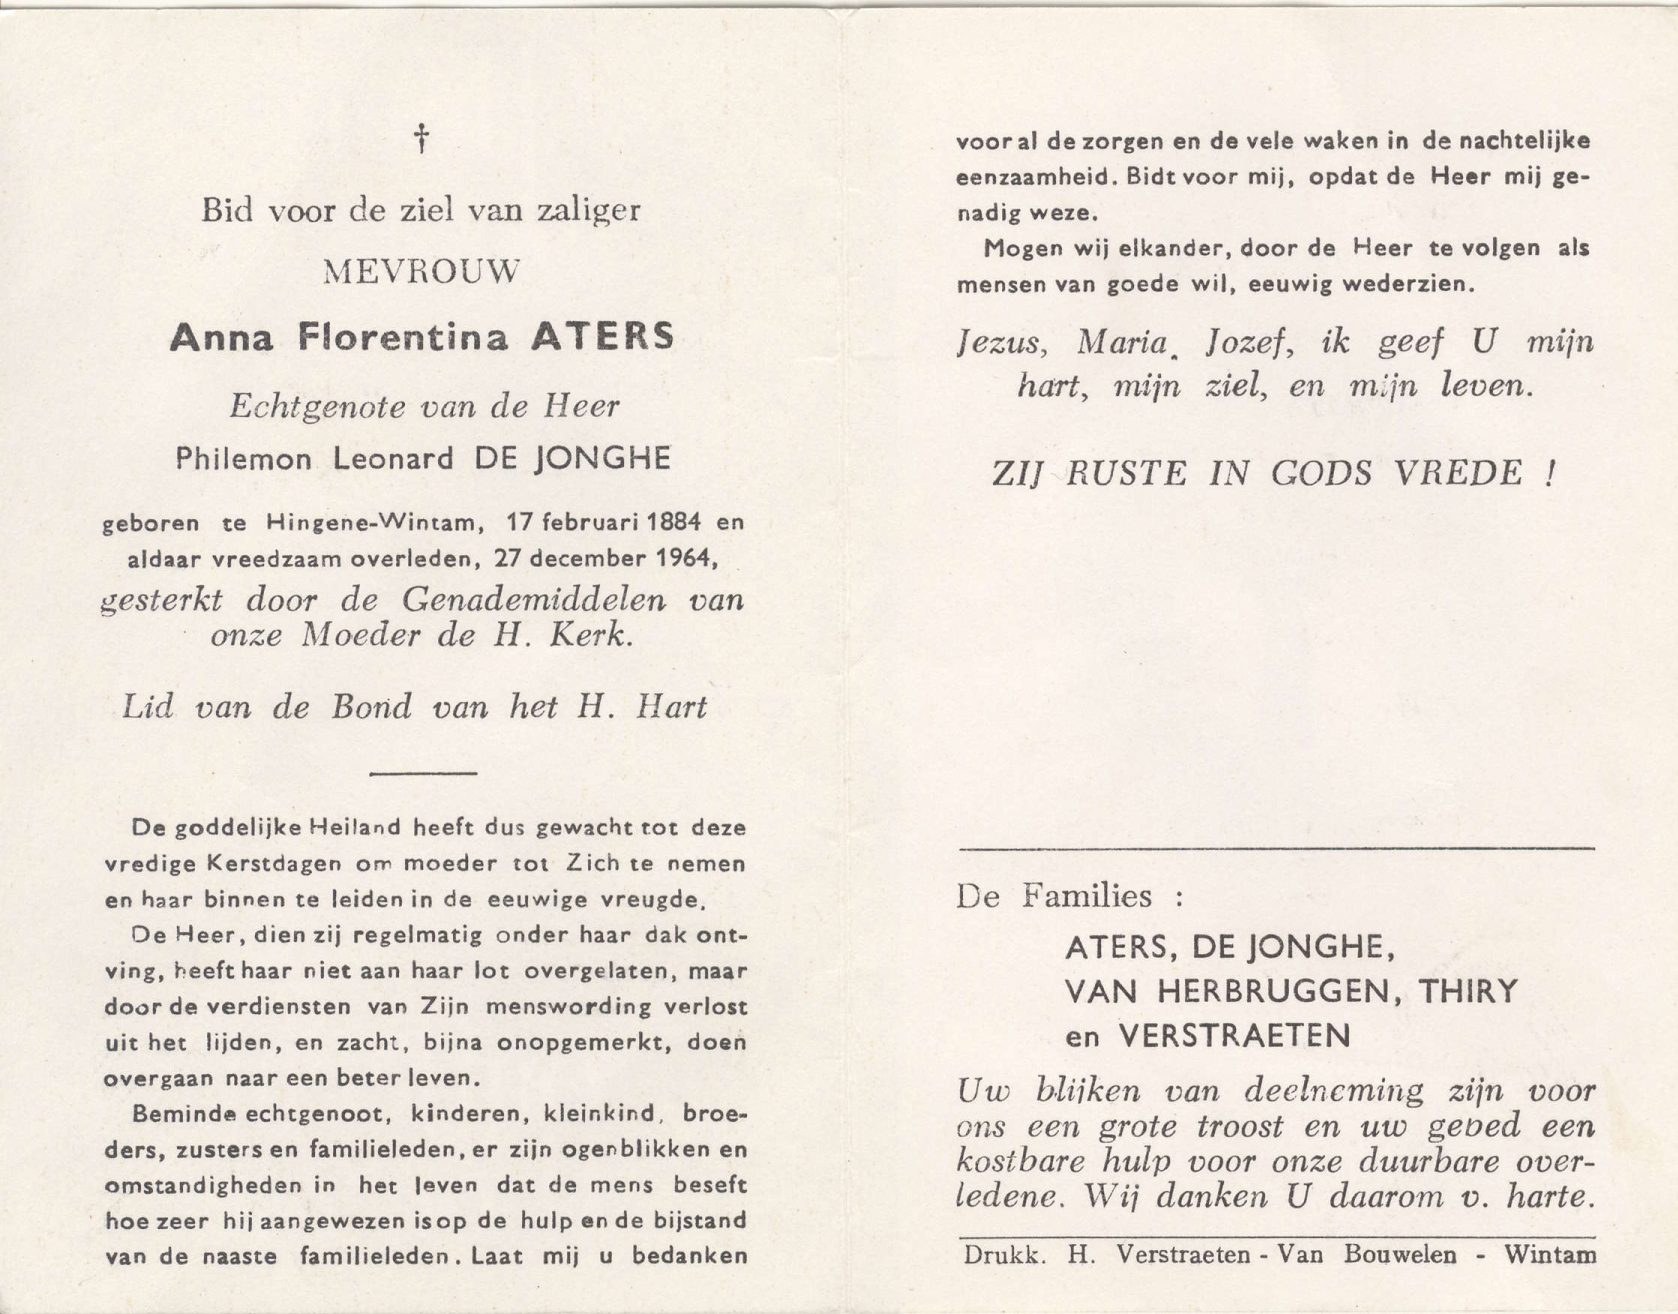 †
Bid voor de ziel van zaliger
MEVROUW
Anna Florentina ATERS
Echtgenote van de Heer
Philemon Leonard DE JONGHE
geboren te Hingene-Wintam, 17 februari 1884 en
aldaar vreedzaam overleden, 27 december 1964,
gesterkt door de Genademiddelen van
onze Moeder de H. Kerk.
Lid van de Bond van het H. Hart
De goddelijke Heiland heeft dus gewacht tot deze
vredige Kerstdagen om moeder tot Zich te nemen
en haar binnen te leiden in de eeuwige vreugde.
De Heer, dien zij regelmatig onder haar dak ont-
ving, heeft haar niet aan haar lot overgelaten, maar
door de verdiensten van Zijn menswording verlost
uit het lijden, en zacht, bijna onopgemerkt, doen
overgaan naar een beter leven.
Beminde echtgenoot, kinderen, kleinkind, broe-
ders, zusters en familieleden, er zijn ogenblikken en
omstandigheden in het leven dat de mens beseft
hoe zeer hij aangewezen is op de hulp en de bijstand
van de naaste familieleden. Laat mij u bedanken
voor al de zorgen en de vele waken in de nachtelijke
eenzaamheid. Bidt voor mij, opdat de Heer mij ge-
nadig weze.
Mogen wij elkander, door de Heer te volgen als
mensen van goede wil, eeuwig wederzien.
Jezus, Maria. Jozef, ik geef U mijn
hart, mijn ziel, en mijn leven.
ZIJ RUSTE IN GODS VREDE !
De Families :
ATERS, DE JONGHE,
VAN HERBRUGGEN, THIRY
en VERSTRAETEN
Uw blijken van deelneming zijn voor
ons een grote troost en uw gebed een
kostbare hulp voor onze duurbare over-
ledene. Wij danken U daarom v. harte.
Drukk. H. Verstraeten - Van Bouwelen - Wintam